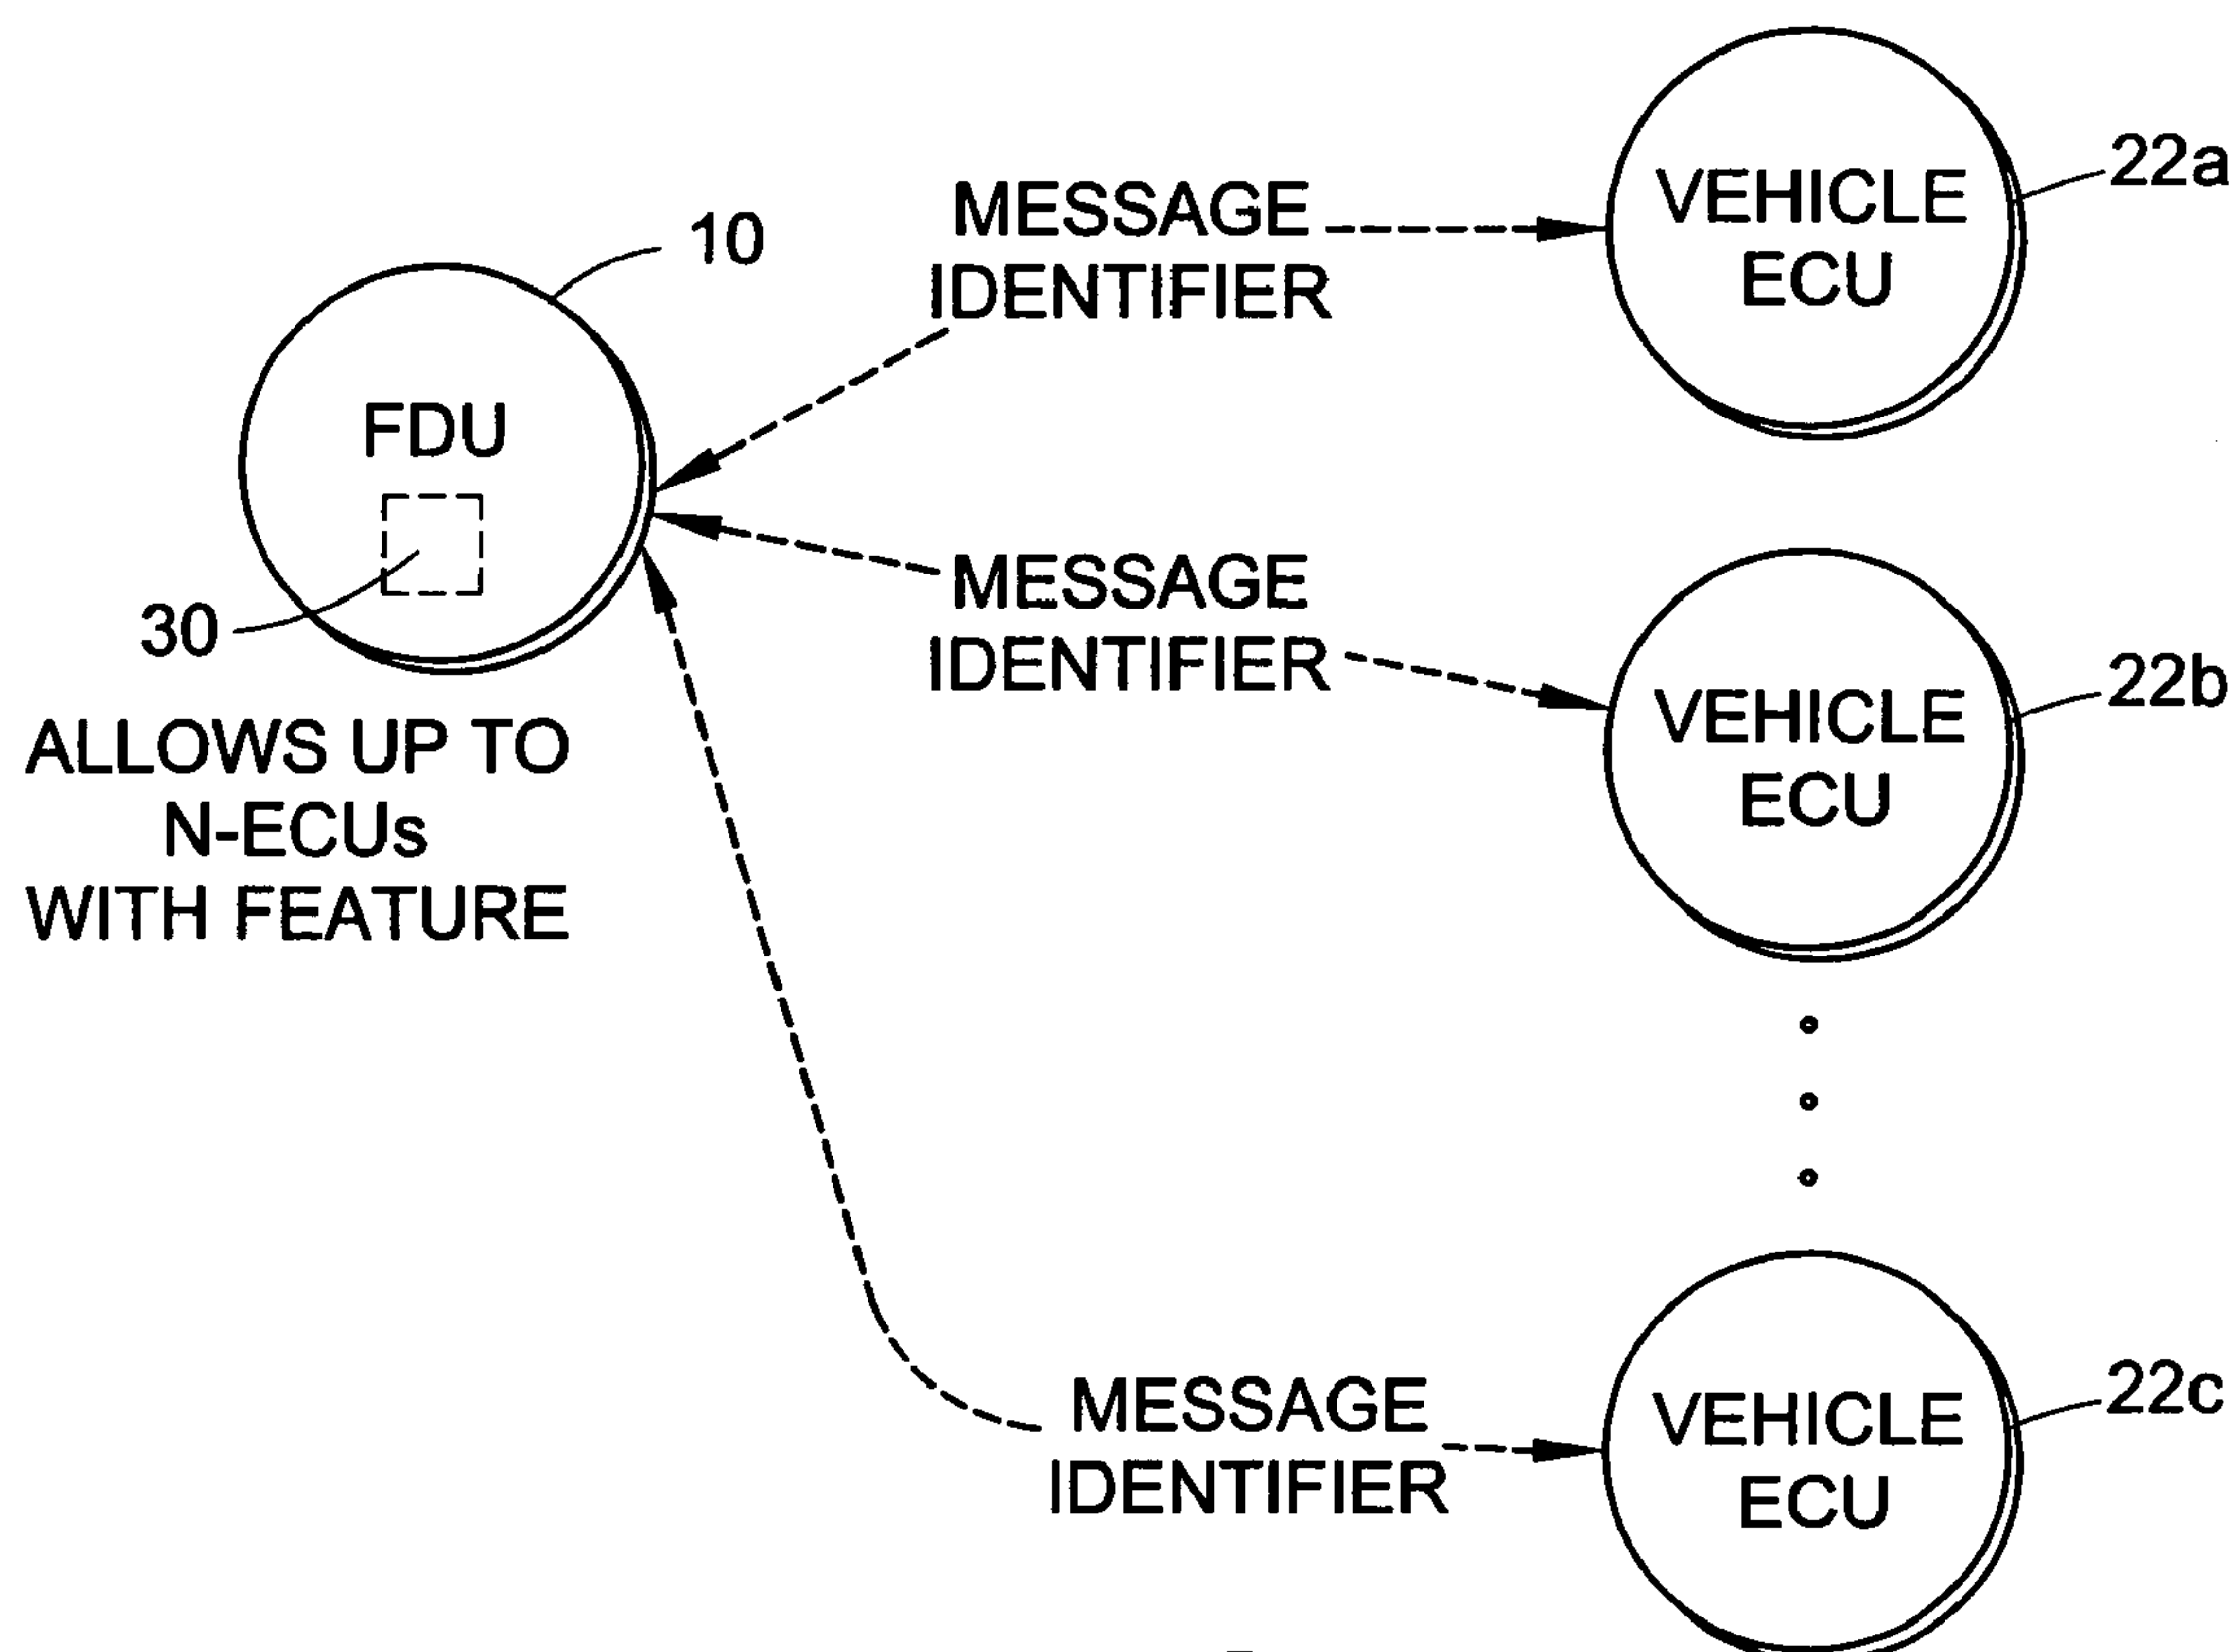 10
FDU
30
ALLOWS UP TO
N-ECUs
WITH FEATURE
MESSAGE
IDENTIFIER
VEHICLE
ECU
22a
MESSAGE
IDENTIFIER
VEHICLE
ECU
22b
MESSAGE
IDENTIFIER
VEHICLE
ECU
22c